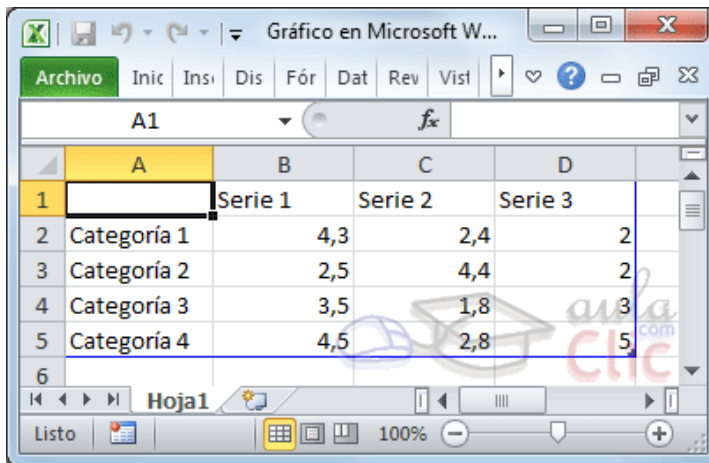 Gráfico en Microsoft W...
Archivo Inic Inse Dis Fór Dat Rev Vist
A1 fx
A B C D
1 Serie 1 Serie 2 Serie 3
2 Categoría 1 4,3 2,4 2
3 Categoría 2 2,5 4,4 2
4 Categoría 3 3,5 1,8 3
5 Categoría 4 4,5 2,8 5
6
aula
Clic
.com
Hoja1
Listo 100%